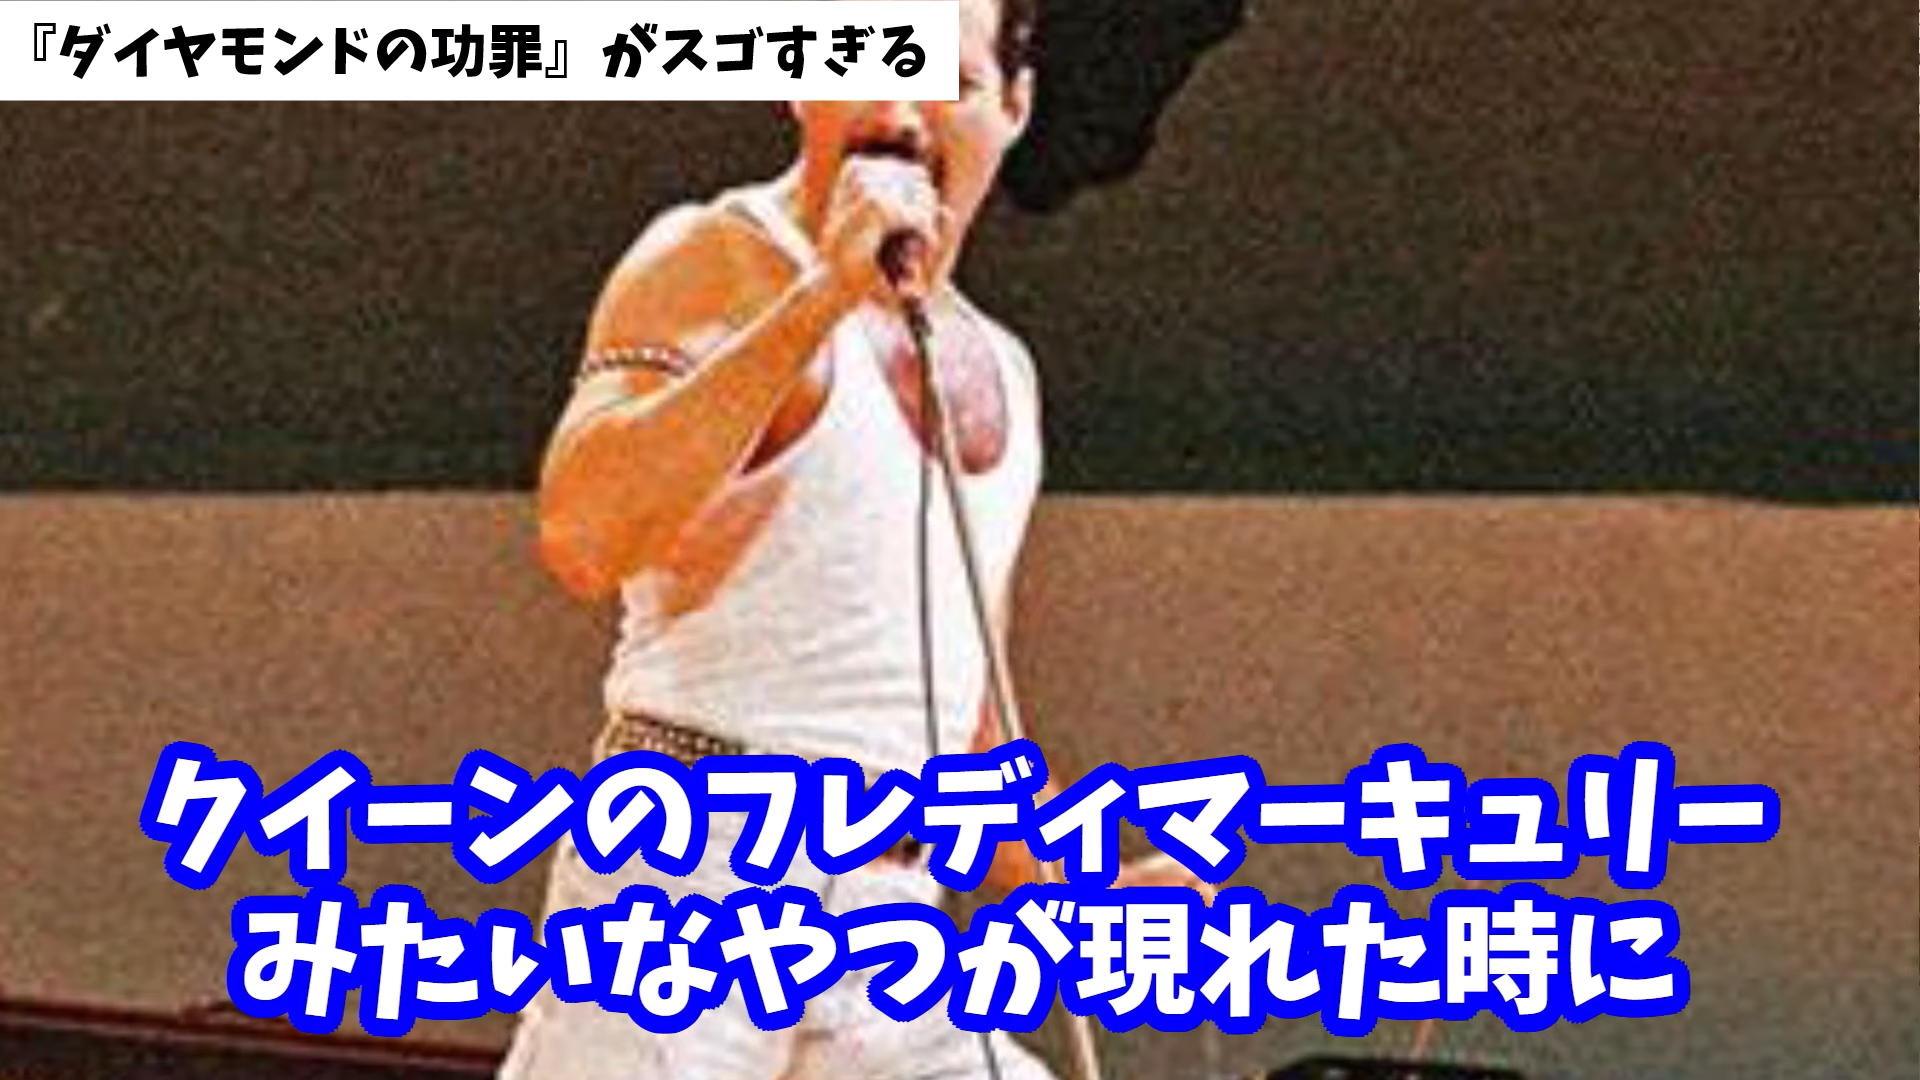 『ダイヤモンドの功罪』がスゴすぎる
クイーンのフレディマーキュリー
みたいなやつが現れた時に